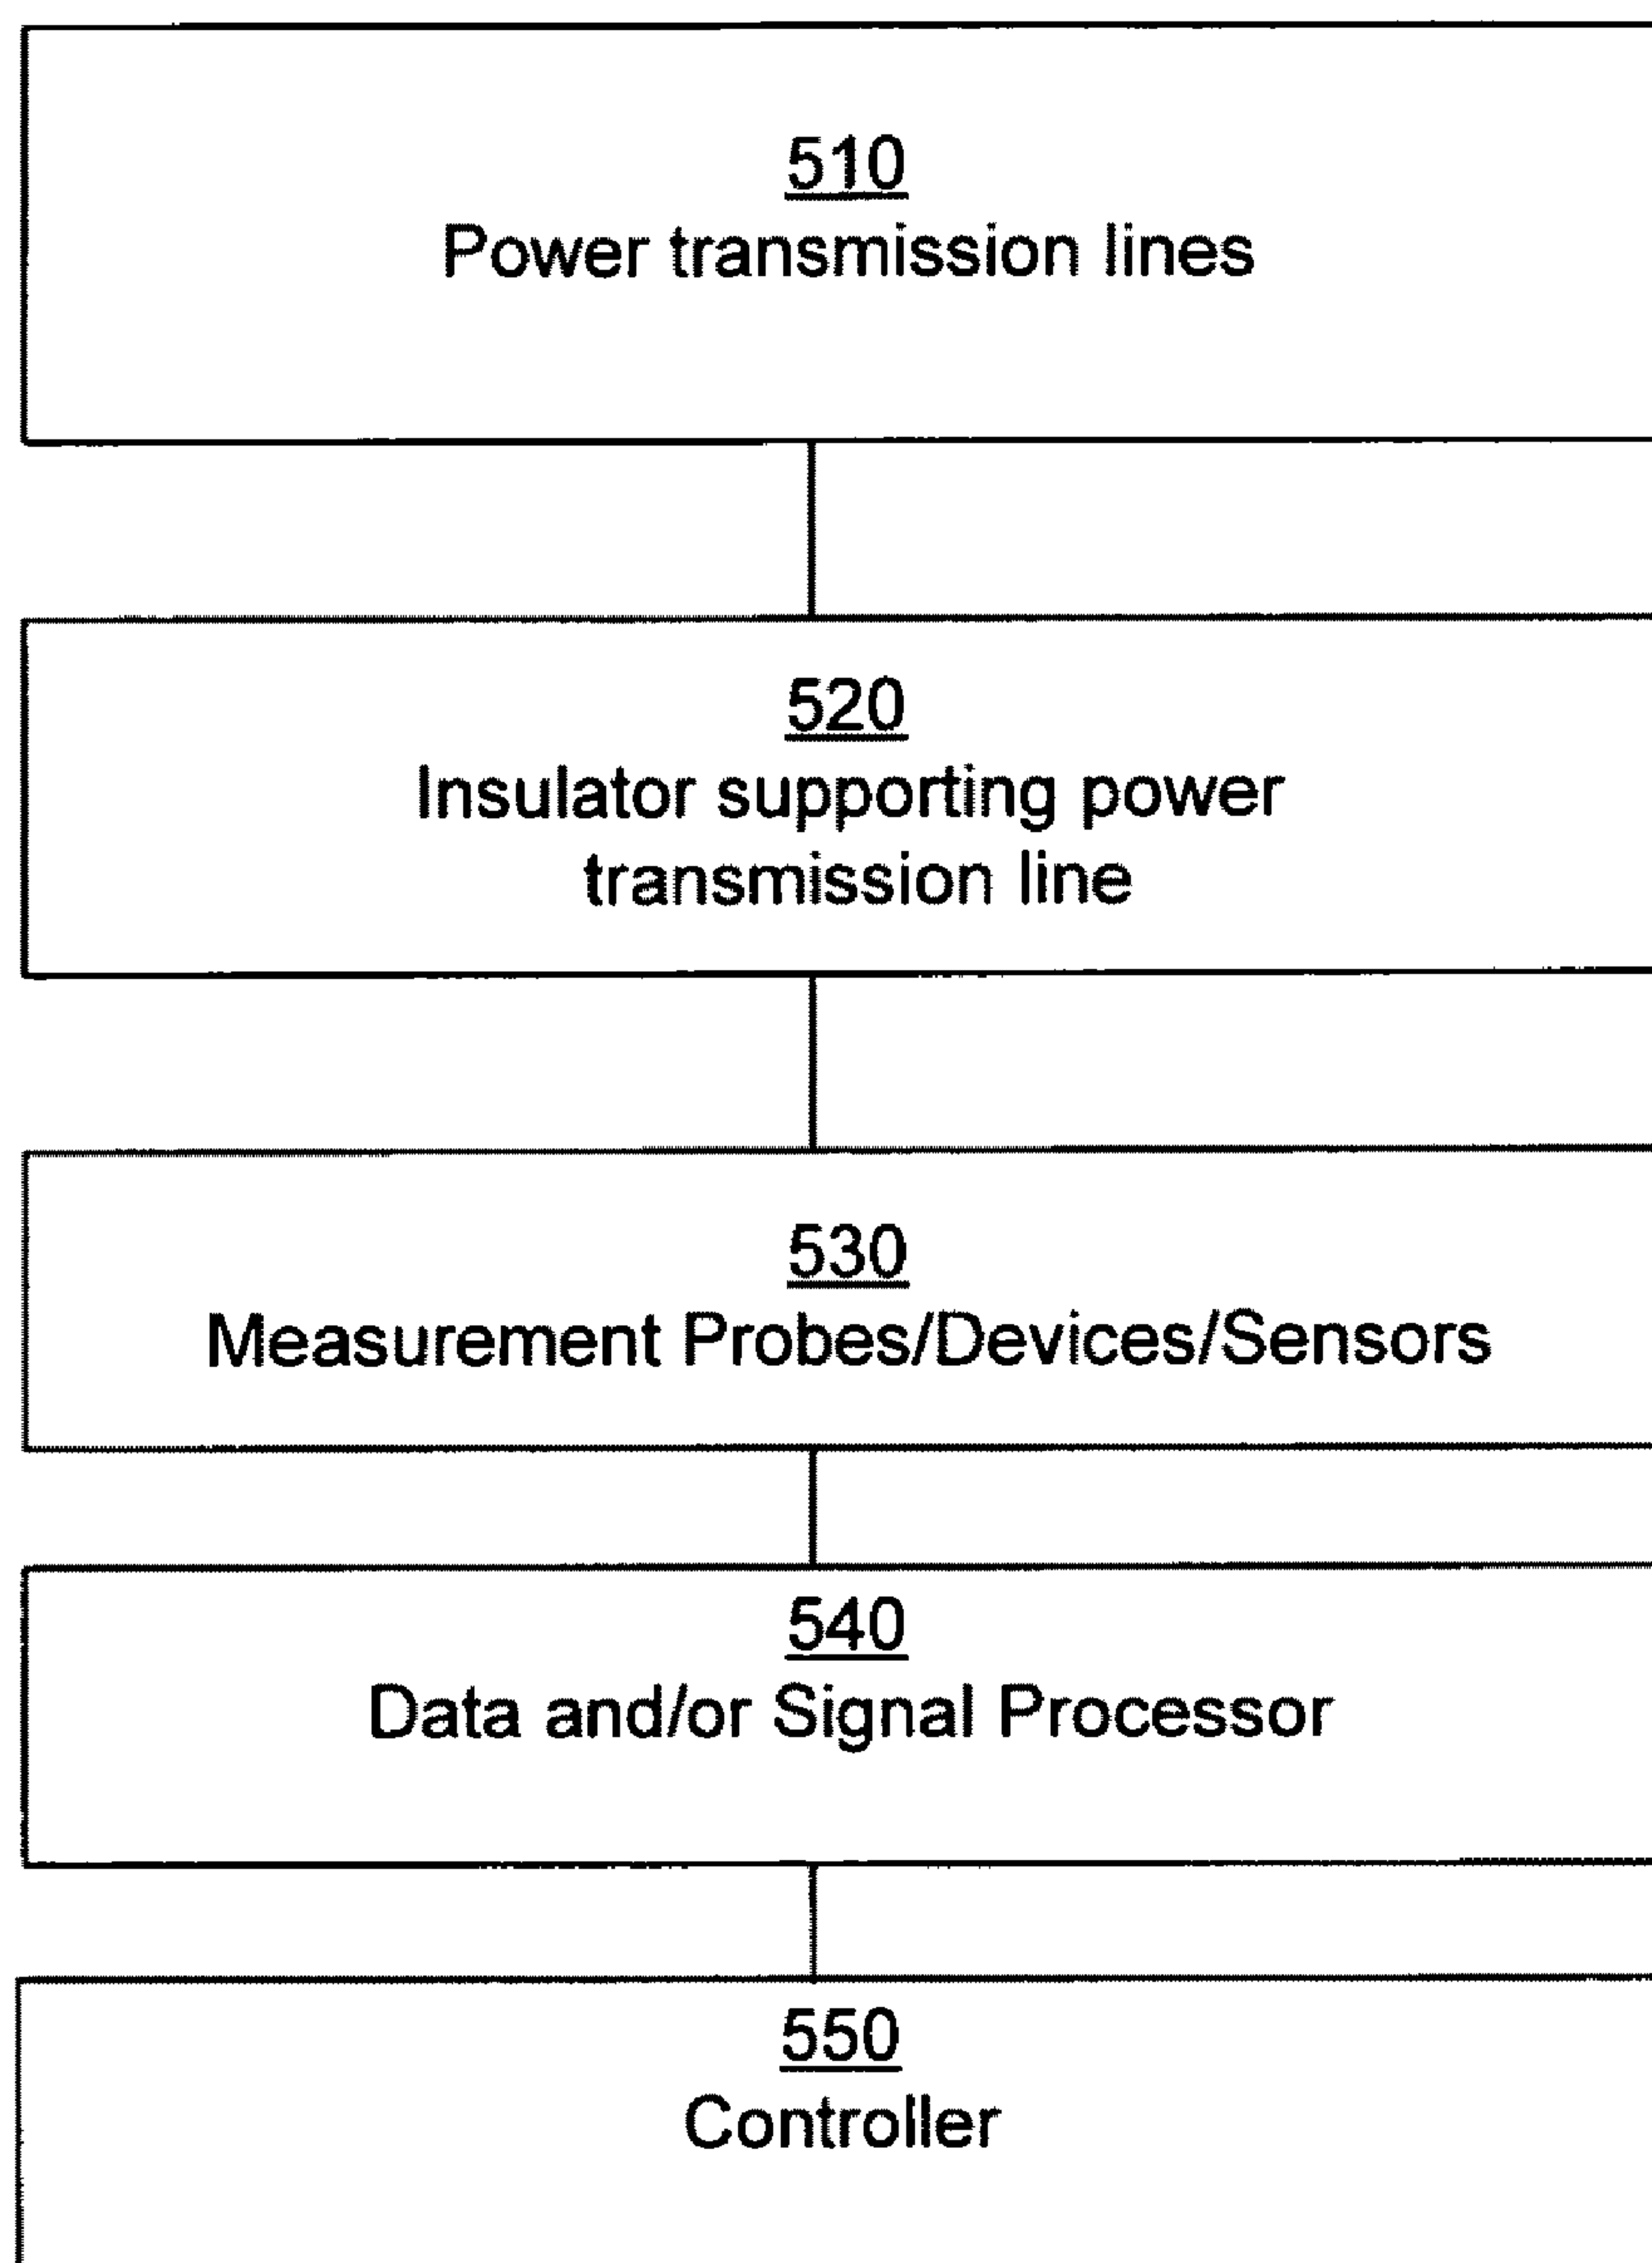 510
Power transmission lines
520
Insulator supporting power
transmission line
530
Measurement Probes/Devices/Sensors
540
Data and/or Signal Processor
550
Controller